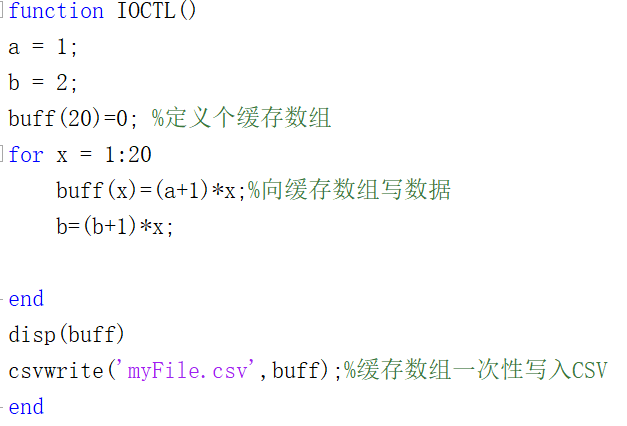 function IOCTL()
a = 1;
b = 2;
buff(20)=0; %定义个缓存数组
for x = 1:20
    buff(x)=(a+1)*x;%向缓存数组写数据
    b=(b+1)*x;
end
disp(buff)
csvwrite('myFile.csv',buff);%缓存数组一次性写入CSV
end